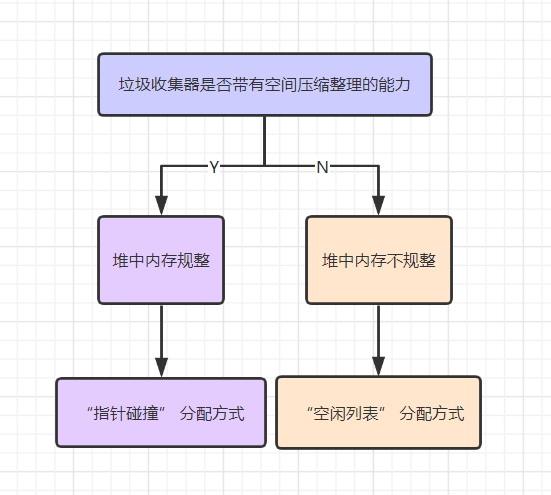 垃圾收集器是否带有空间压缩整理的能力
Y
N
堆中内存规整
堆中内存不规整
“指针碰撞” 分配方式
“空闲列表” 分配方式